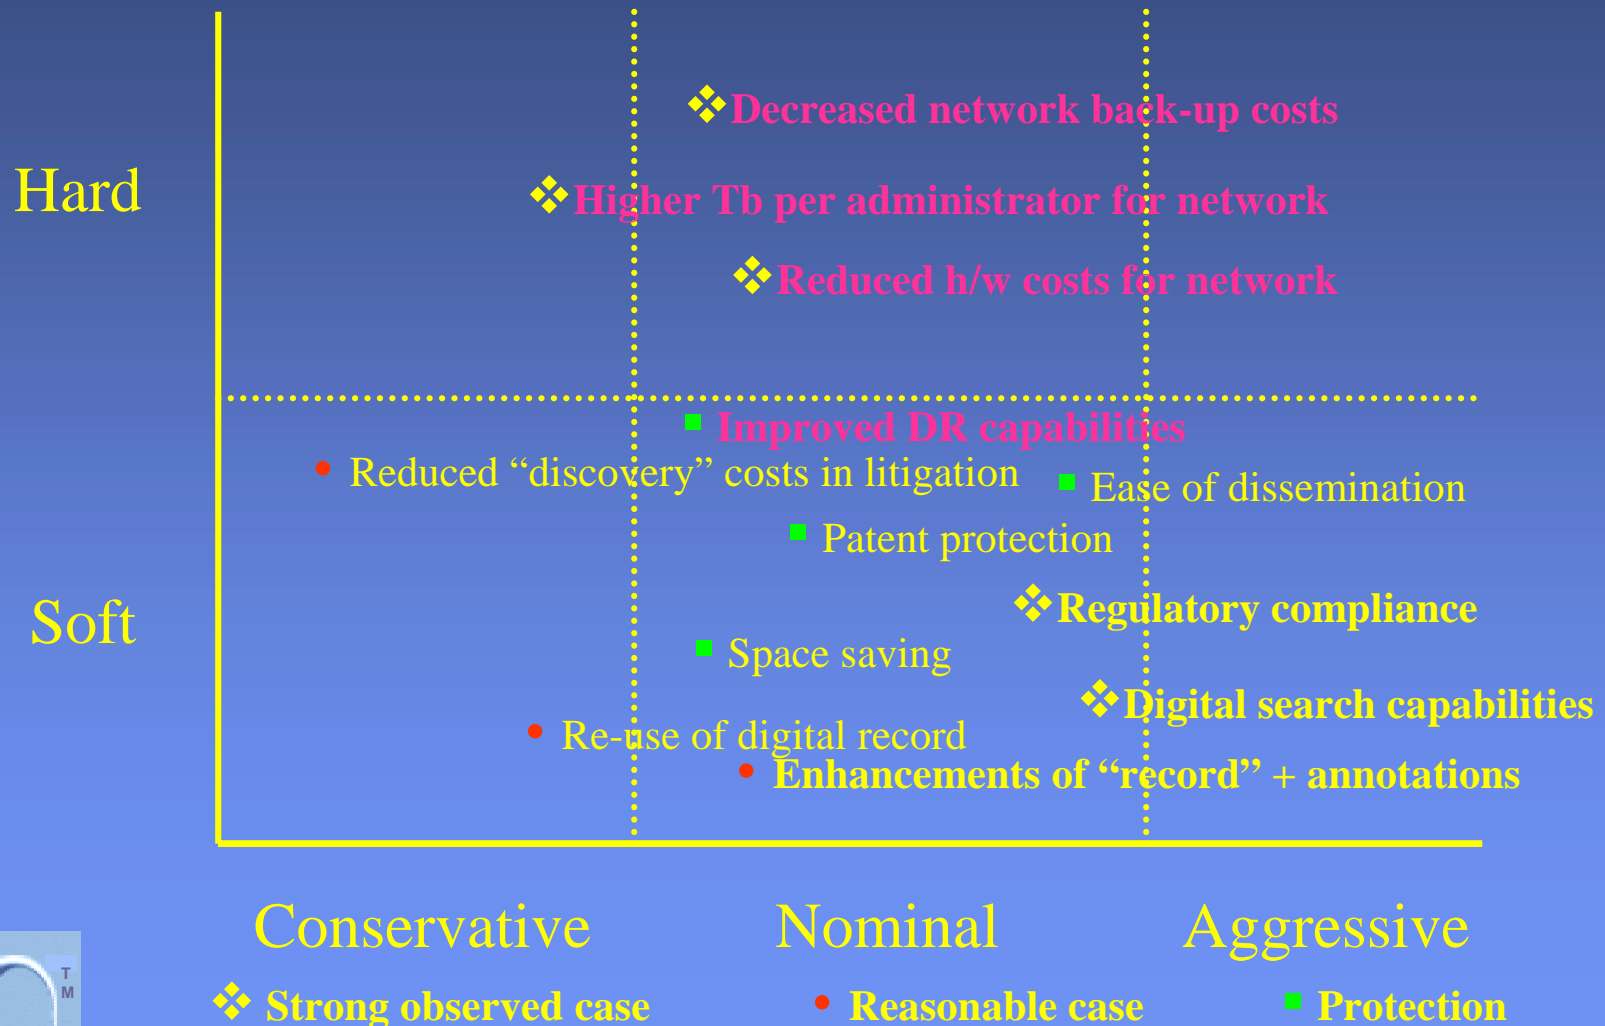 Decreased network back-up costs
Hard
Higher Tb per administrator for network
Reduced h/w costs for network
Improved DR capabilities
Reduced “discovery” costs in litigation
Ease of dissemination
Patent protection
Soft
Regulatory compliance
Space saving
Digital search capabilities
Re-use of digital record
Enhancements of “record” + annotations
Conservative Nominal Aggressive
TM
Strong observed case Reasonable case Protection